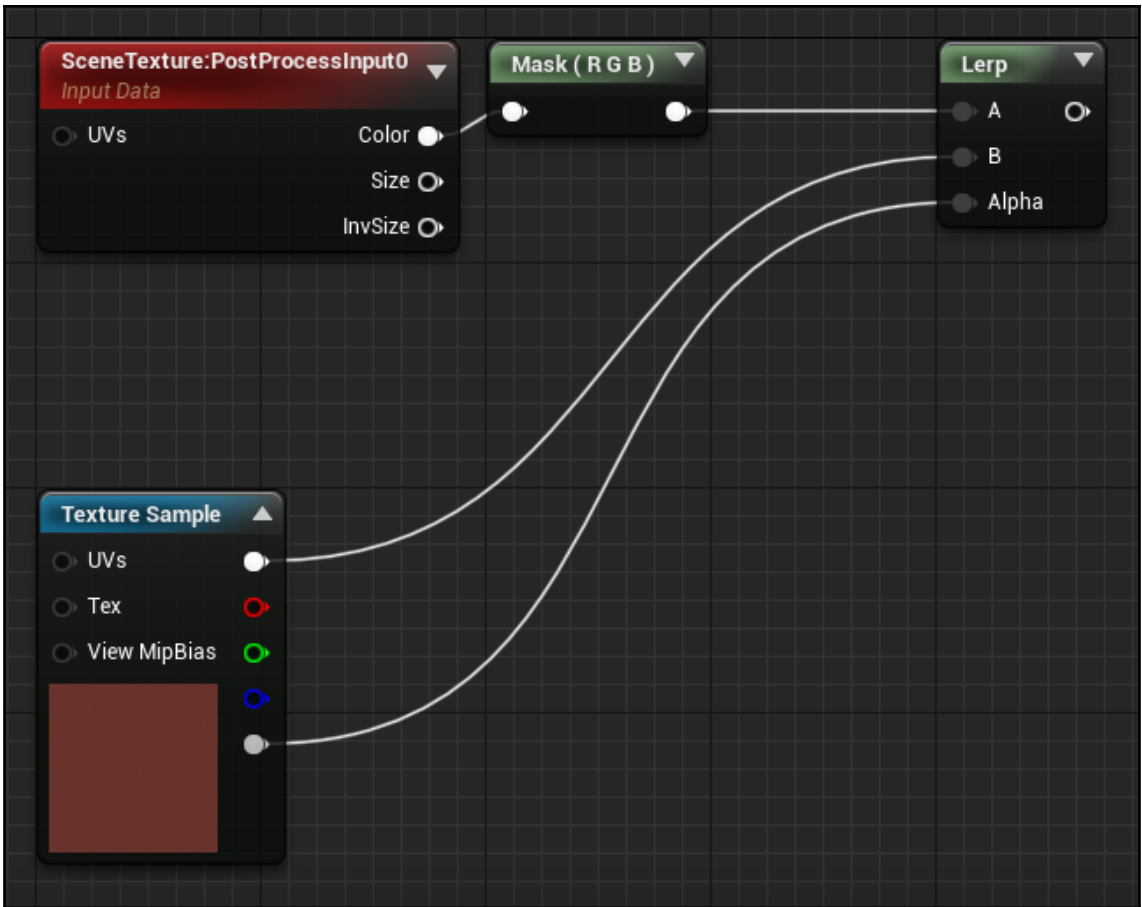 SceneTexture:PostProcessInput0
Input Data
UVs
Color
Size
InvSize
Mask ( R G B )
Lerp
A
B
Alpha
Texture Sample
UVs
Tex
View MipBias